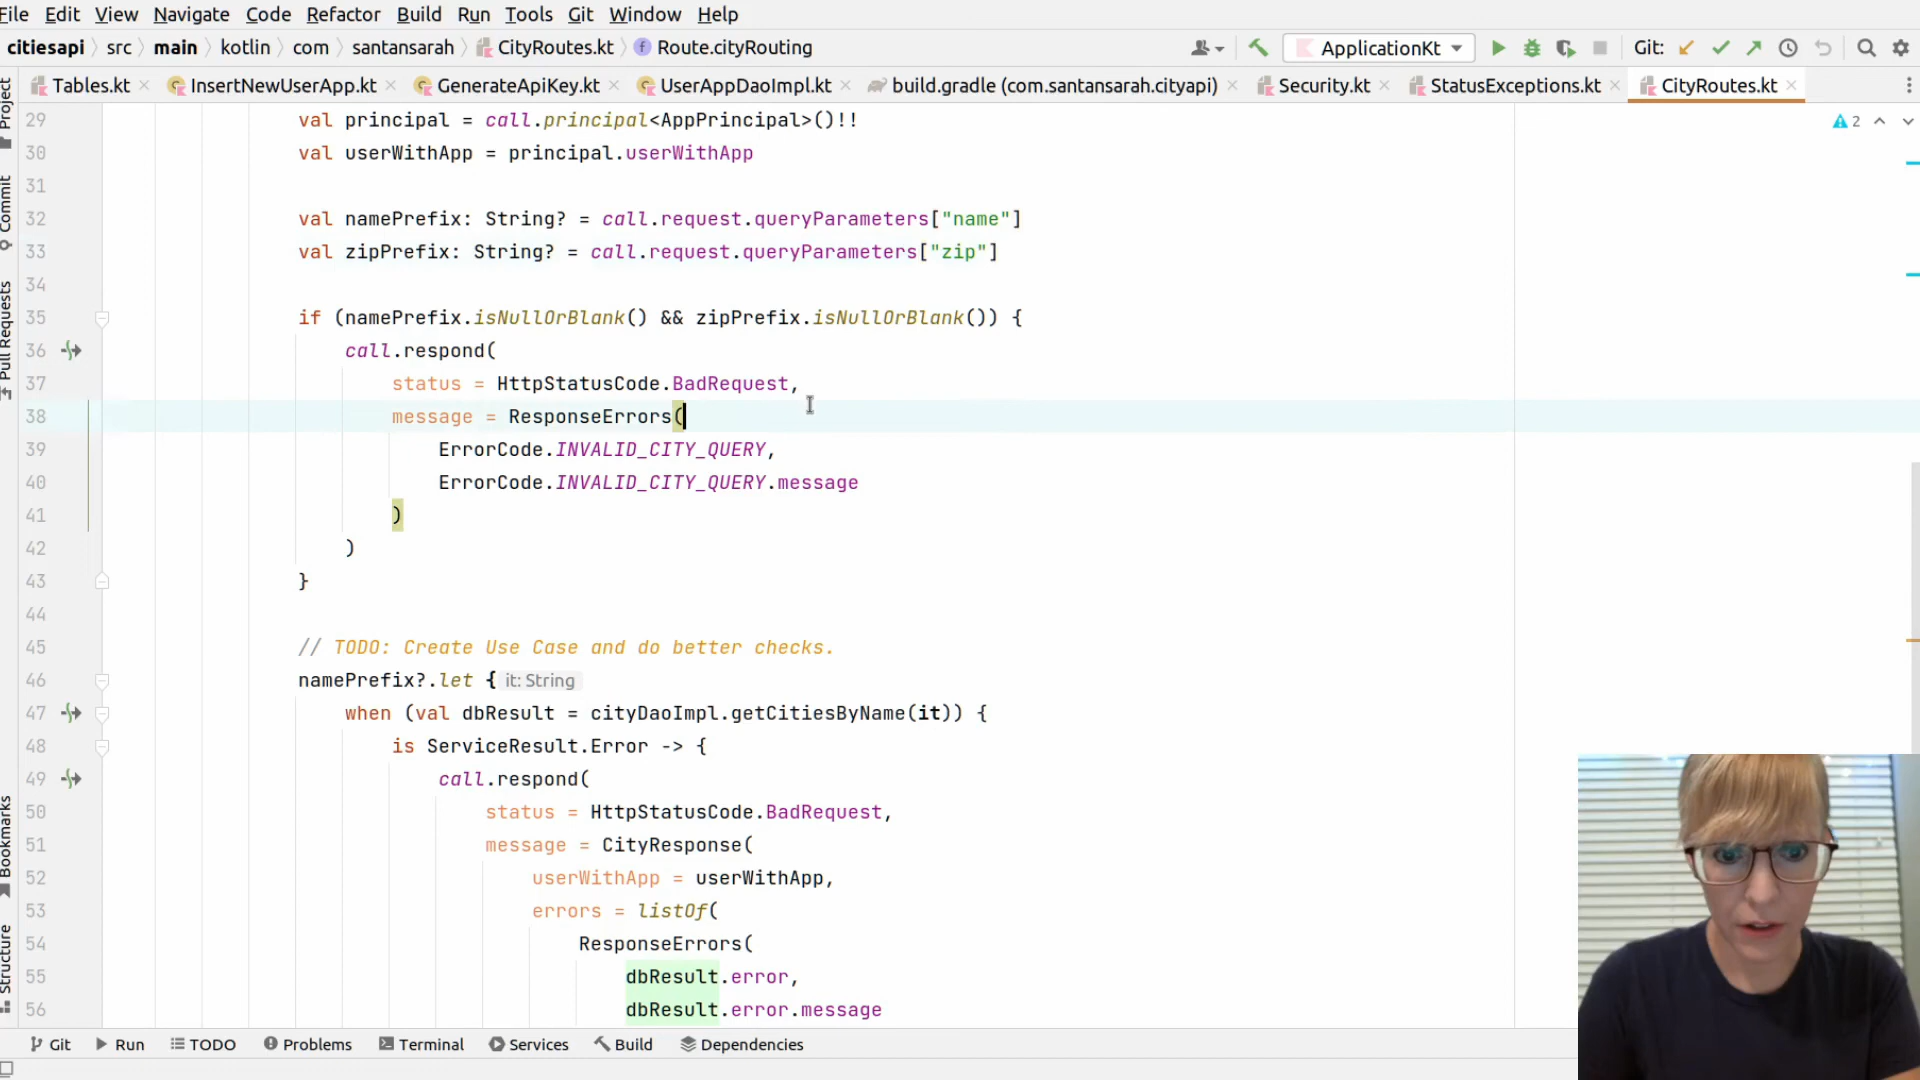 File Edit View Navigate Code Refactor Build Run Tools Git Window Help
citiesapi src main kotlin com santansarah CityRoutes.kt Route.cityRouting ApplicationKt Git:
Tables.kt InsertNewUserApp.kt GenerateApiKey.kt UserAppDaoImpl.kt build.gradle (com.santansarah.cityapi) Security.kt StatusExceptions.kt CityRoutes.kt
Project
Commit
Pull Requests
Bookmarks
Structure
2
29 val principal = call.principal<AppPrincipal>()!!
30 val userWithApp = principal.userWithApp
31
32 val namePrefix: String? = call.request.queryParameters["name"]
33 val zipPrefix: String? = call.request.queryParameters["zip"]
34
35 if (namePrefix.isNullOrBlank() && zipPrefix.isNullOrBlank()) {
36 call.respond(
37 status = HttpStatusCode.BadRequest,
38 message = ResponseErrors(
39 ErrorCode.INVALID_CITY_QUERY,
40 ErrorCode.INVALID_CITY_QUERY.message
41 )
42 )
43 }
44
45 // TODO: Create Use Case and do better checks.
46 namePrefix?.let { it: String
47 when (val dbResult = cityDaoImpl.getCitiesByName(it)) {
48 is ServiceResult.Error -> {
49 call.respond(
50 status = HttpStatusCode.BadRequest,
51 message = CityResponse(
52 userWithApp = userWithApp,
53 errors = listOf(
54 ResponseErrors(
55 dbResult.error,
56 dbResult.error.message
Git Run TODO Problems Terminal Services Build Dependencies